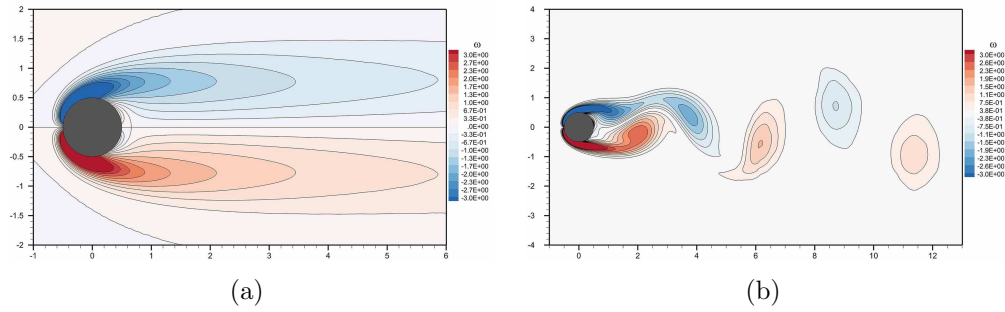 2
1.5
1
0.5
0
-0.5
-1
-1.5
-2
-1
0
1
2
3
4
5
6
ω
3.0E+00
2.7E+00
2.3E+00
2.0E+00
1.7E+00
1.3E+00
1.0E+00
6.7E-01
.0E+00
-3.3E-01
-6.7E-01
-1.0E+00
-1.3E+00
-1.7E+00
-2.0E+00
-2.3E+00
-2.7E+00
-3.0E+00
(a)
4
3
2
1
0
-1
-2
-3
-4
0
2
4
6
8
10
12
ω
3.0E+00
2.6E+00
2.3E+00
1.9E+00
1.5E+00
1.1E+00
7.5E-01
3.8E-01
-3.8E-01
-7.5E-01
-1.1E+00
-1.5E+00
-1.9E+00
-2.3E+00
-2.6E+00
-3.0E+00
(b)